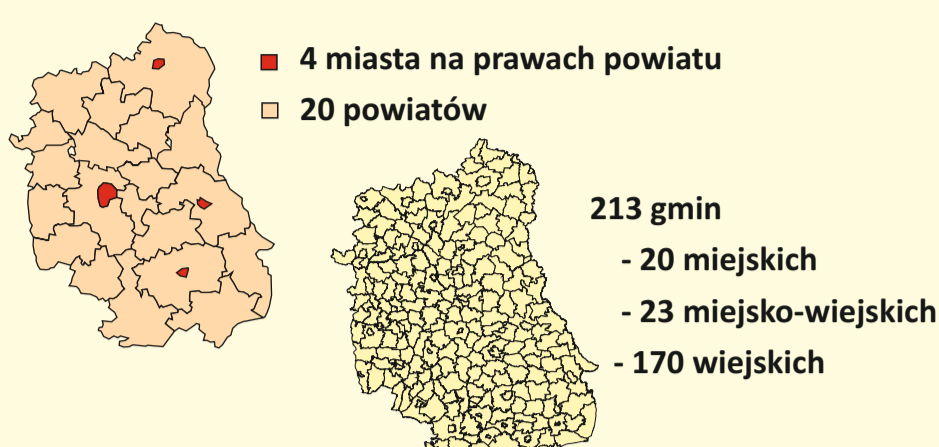 4 miasta na prawach powiatu
20 powiatów
213 gmin
- 20 miejskich
- 23 miejsko-wiejskich
- 170 wiejskich